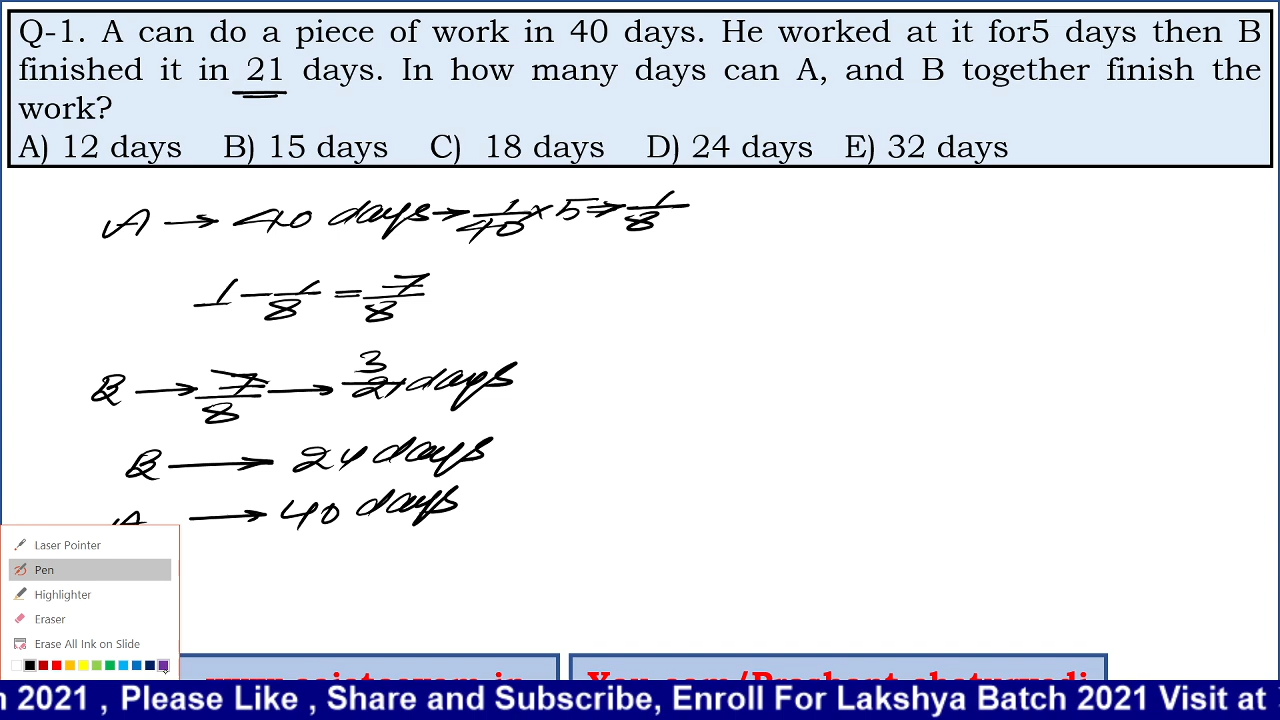 Q-1. A can do a piece of work in 40 days. He worked at it for5 days then B
finished it in 21 days. In how many days can A, and B together finish the
work?
A) 12 days B) 15 days C) 18 days D) 24 days E) 32 days
A → 40 days → 1/40 × 5 ⇒ 1/8
1 - 1/8 = 7/8
B → 7/8 → 3 21 days
B → 24 days
A → 40 days
Laser Pointer
Pen
Highlighter
Eraser
Erase All Ink on Slide
n 2021 , Please Like , Share and Subscribe, Enroll For Lakshya Batch 2021 Visit at